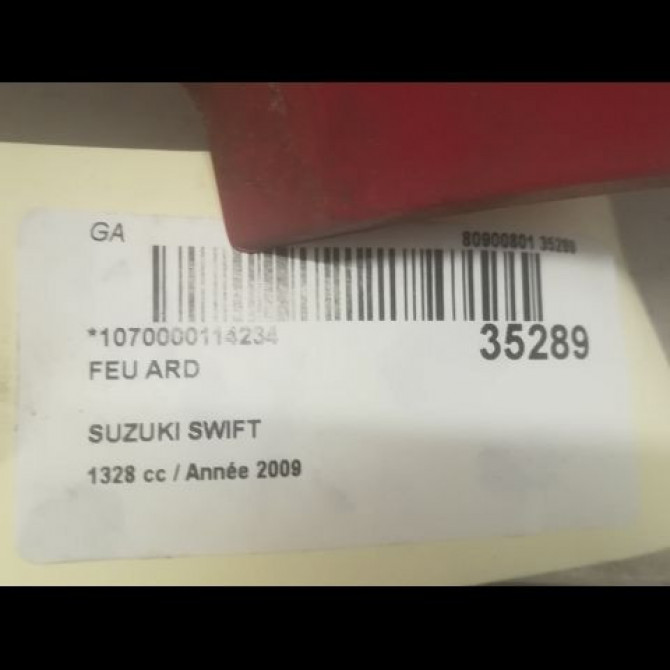 GA
80900801 35289
*1070000114234
35289
FEU ARD
SUZUKI SWIFT
1328 cc / Année 2009